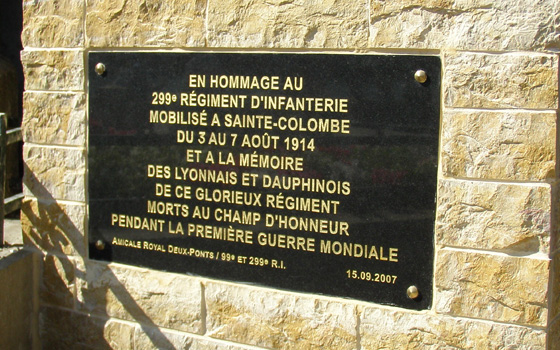 EN HOMMAGE AU
299e RÉGIMENT D'INFANTERIE
MOBILISÉ A SAINTE-COLOMBE
DU 3 AU 7 AOÛT 1914
ET A LA MÉMOIRE
DES LYONNAIS ET DAUPHINOIS
DE CE GLORIEUX RÉGIMENT
MORTS AU CHAMP D'HONNEUR
PENDANT LA PREMIÈRE GUERRE MONDIALE
AMICALE ROYAL DEUX-PONTS / 99e ET 299e R.I.
15.09.2007